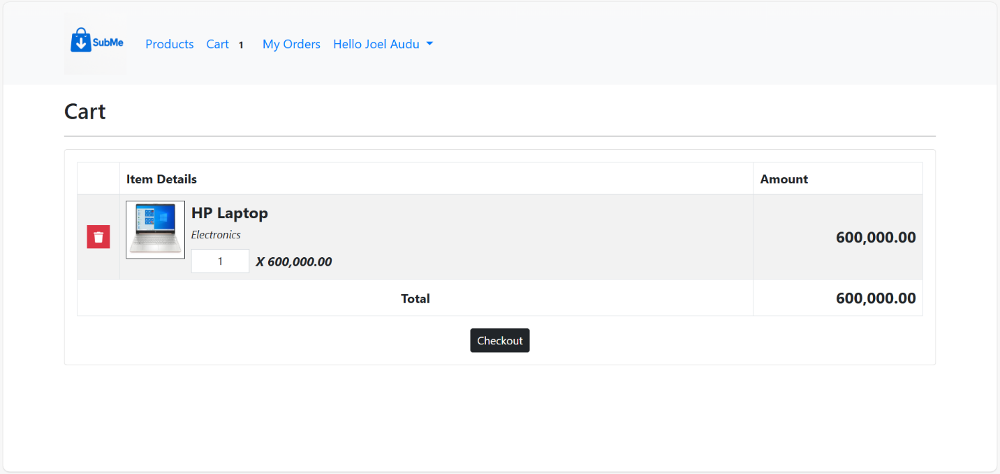 SubMe
Products Cart 1 My Orders Hello Joel Audu
Cart
Item Details Amount
HP Laptop
Electronics
1 X 600,000.00
600,000.00
Total 600,000.00
Checkout